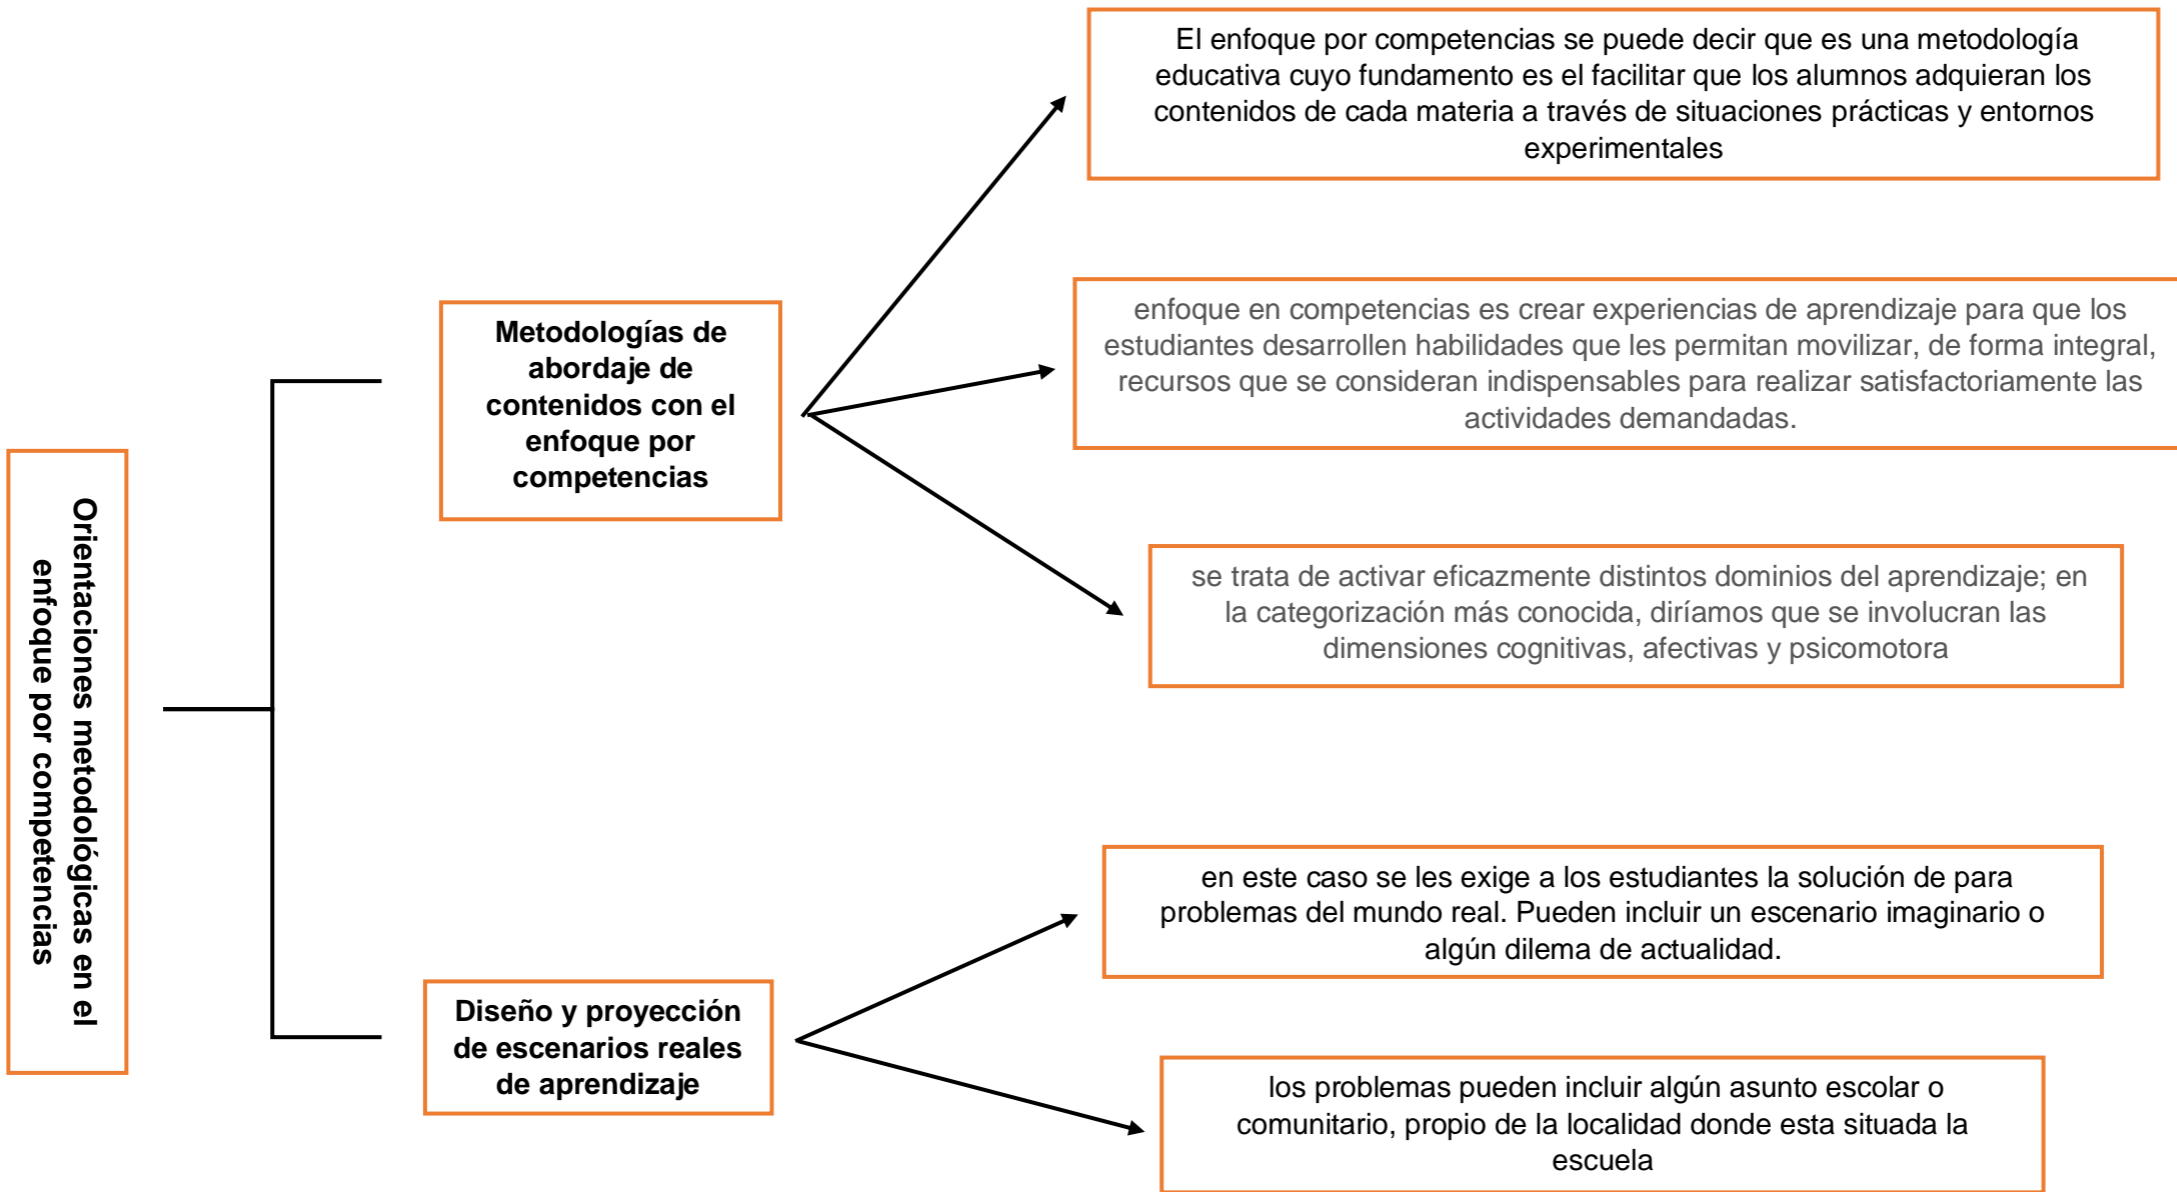 Orientaciones metodológicas en el
enfoque por competencias
Metodologías de
abordaje de
contenidos con el
enfoque por
competencias
El enfoque por competencias se puede decir que es una metodología
educativa cuyo fundamento es el facilitar que los alumnos adquieran los
contenidos de cada materia a través de situaciones prácticas y entornos
experimentales
enfoque en competencias es crear experiencias de aprendizaje para que los
estudiantes desarrollen habilidades que les permitan movilizar, de forma integral,
recursos que se consideran indispensables para realizar satisfactoriamente las
actividades demandadas.
se trata de activar eficazmente distintos dominios del aprendizaje; en
la categorización más conocida, diríamos que se involucran las
dimensiones cognitivas, afectivas y psicomotora
Diseño y proyección
de escenarios reales
de aprendizaje
en este caso se les exige a los estudiantes la solución de para
problemas del mundo real. Pueden incluir un escenario imaginario o
algún dilema de actualidad.
los problemas pueden incluir algún asunto escolar o
comunitario, propio de la localidad donde esta situada la
escuela